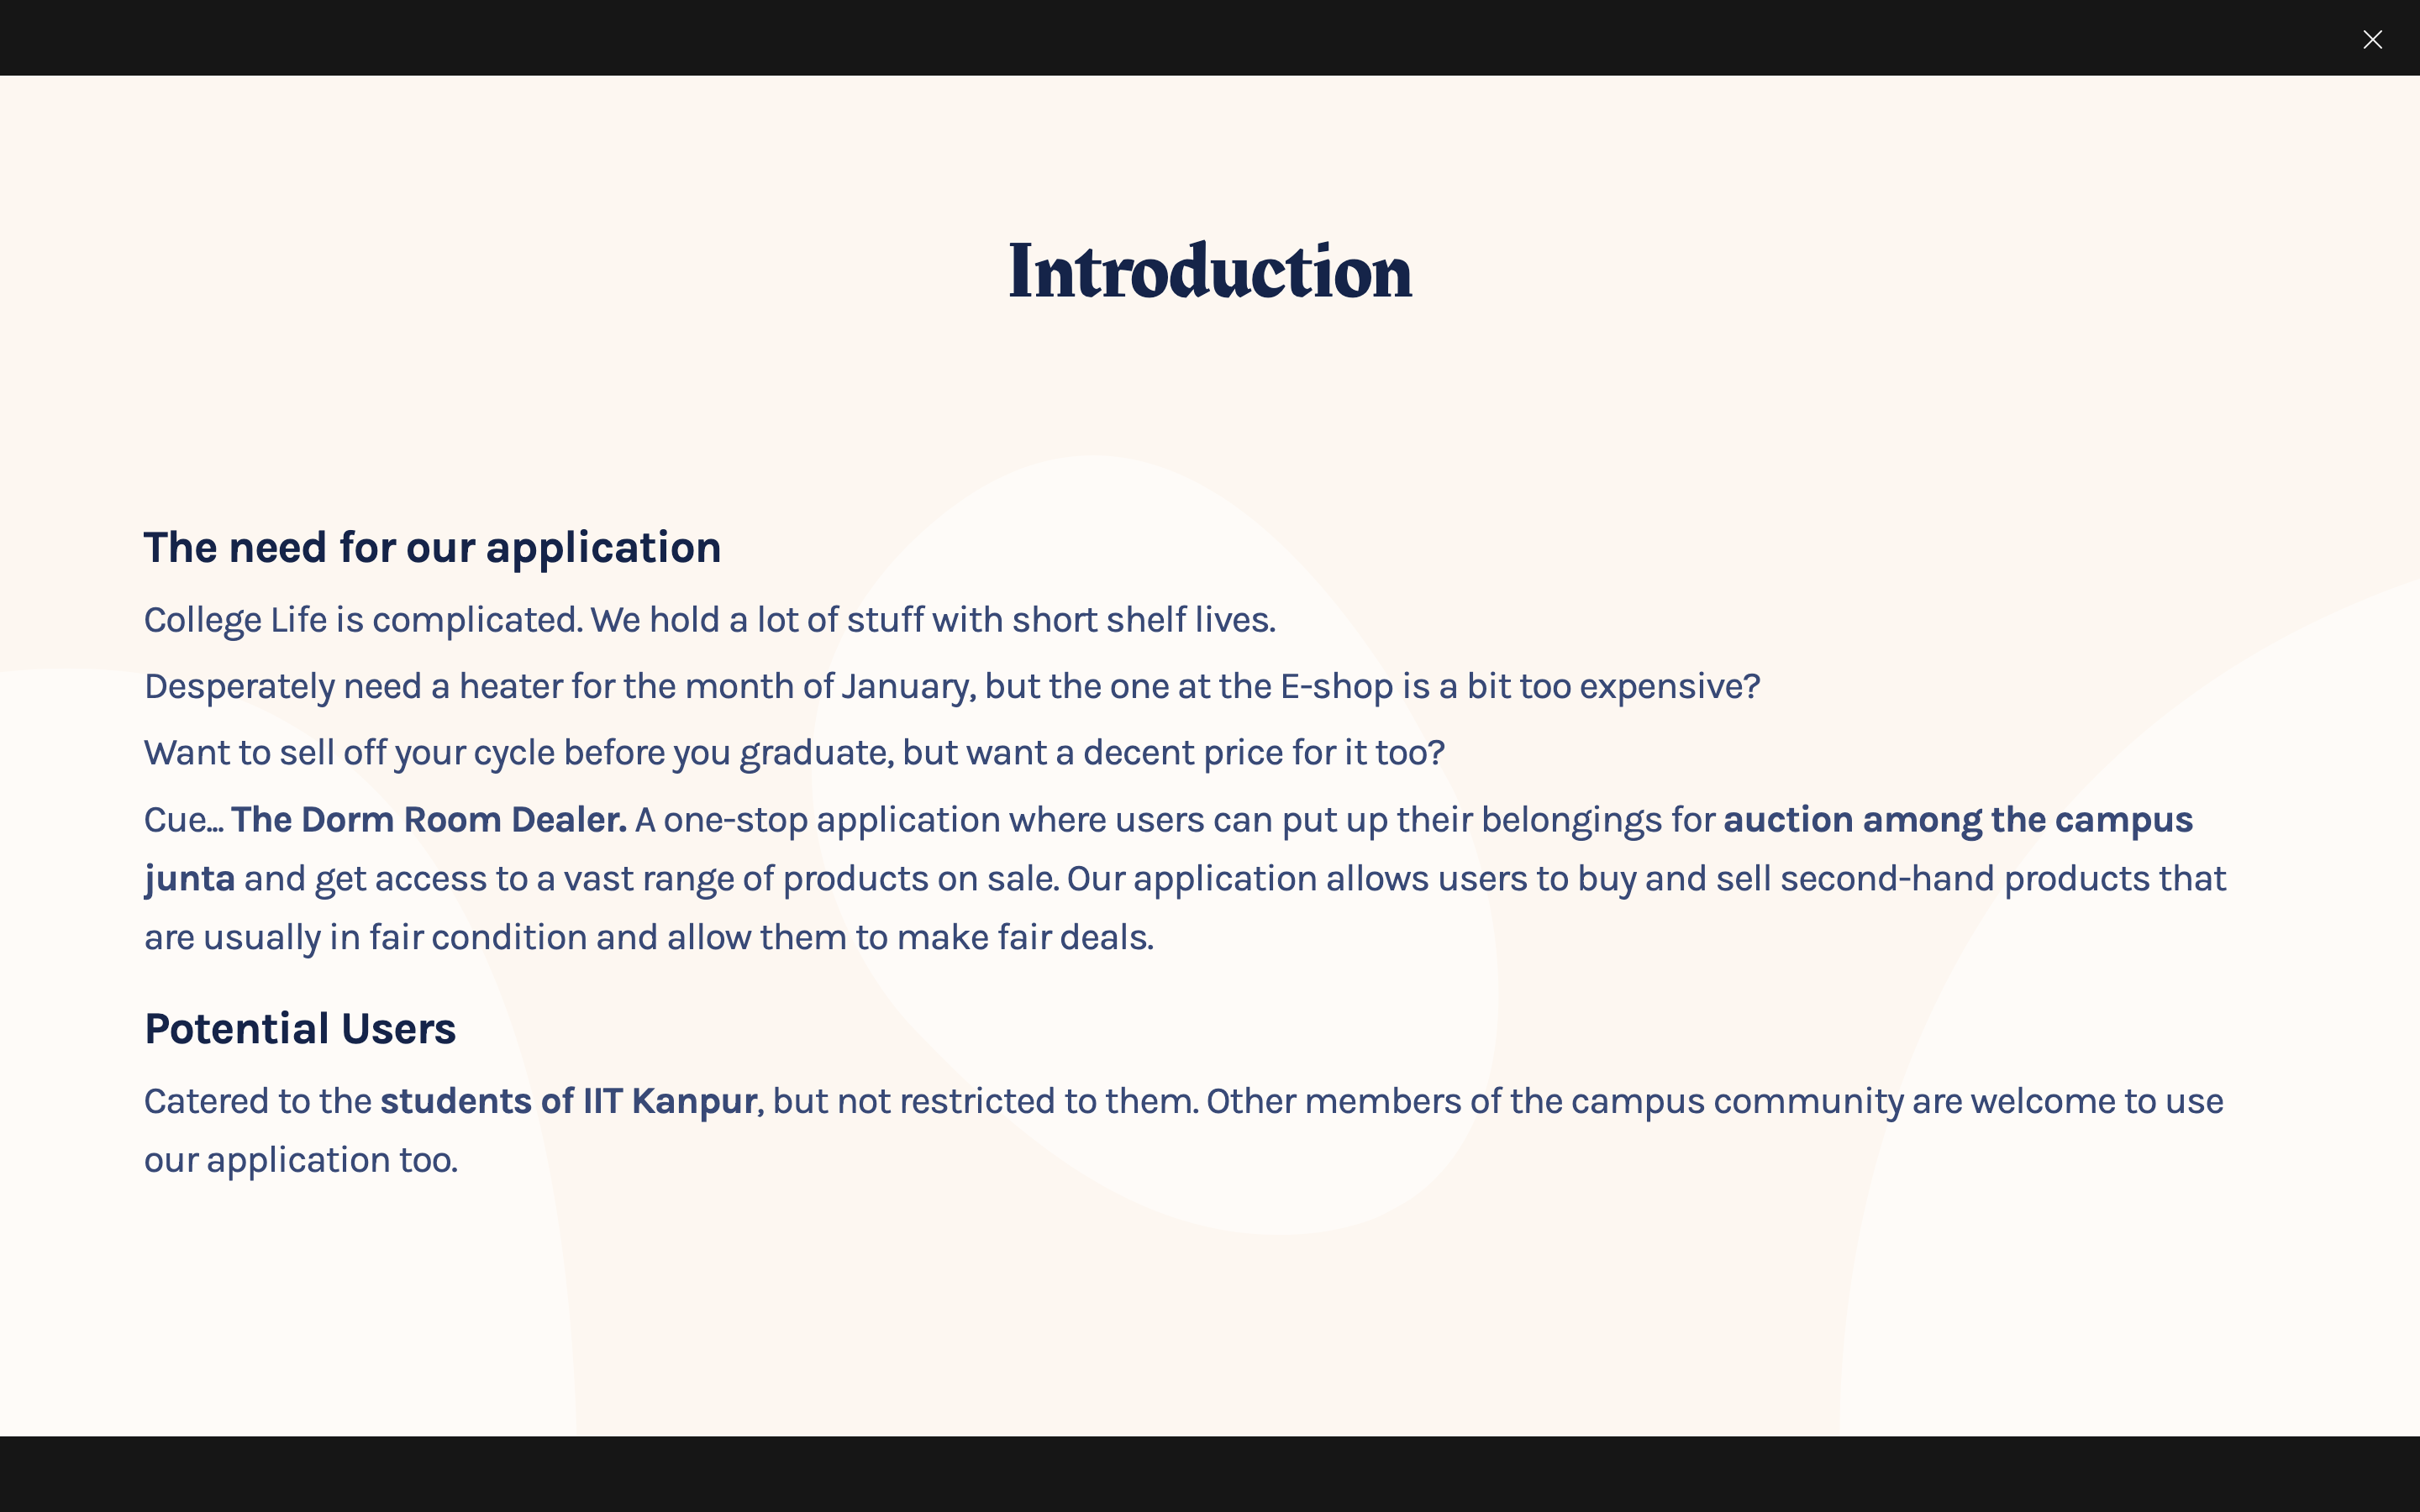 Introduction
The need for our application
College Life is complicated. We hold a lot of stuff with short shelf lives.
Desperately need a heater for the month of January, but the one at the E-shop is a bit too expensive?
Want to sell off your cycle before you graduate, but want a decent price for it too?
Cue... The Dorm Room Dealer. A one-stop application where users can put up their belongings for auction among the campus
junta and get access to a vast range of products on sale. Our application allows users to buy and sell second-hand products that
are usually in fair condition and allow them to make fair deals.
Potential Users
Catered to the students of IIT Kanpur, but not restricted to them. Other members of the campus community are welcome to use
our application too.